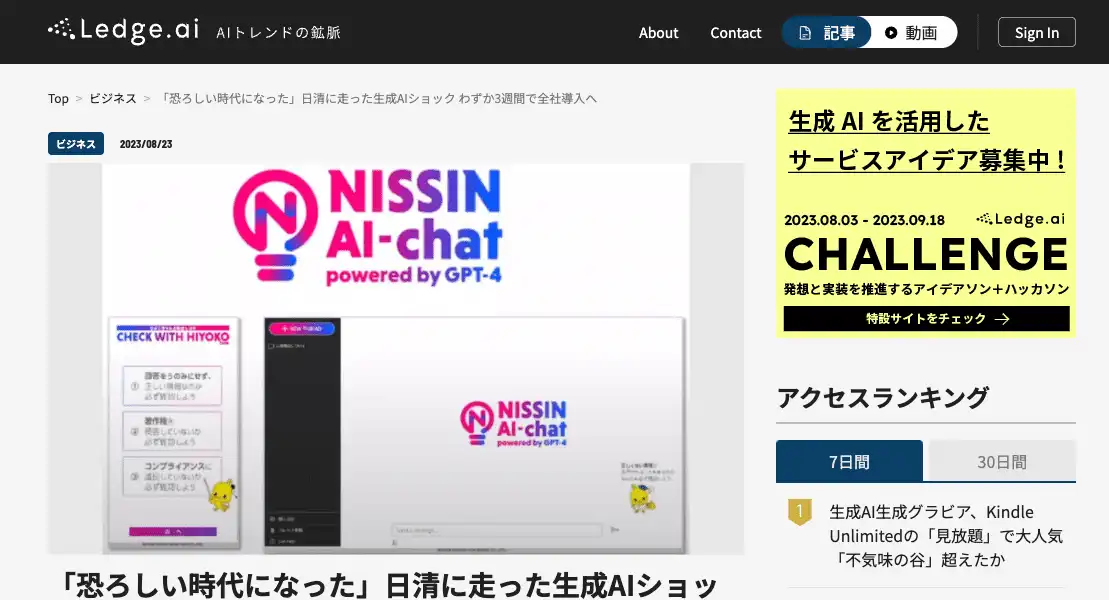 Ledge.ai AIトレンドの鉱脈
About
Contact
記事
動画
Sign In
Top > ビジネス > 「恐ろしい時代になった」日清に走った生成AIショック わずか3週間で全社導入へ
ビジネス 2023/08/23
NISSIN
AI-chat
powered by GPT-4
CHECK WITH HIYOKO
回答をうのみにせず、
正しい情報なのか
必ず確認しよう
著作権を
侵害していないか
必ず確認しよう
コンプライアンスに
違反していないか
必ず確認しよう
NISSIN
AI-chat
powered by GPT-4
「恐ろしい時代になった」日清に走った生成AIショッ
生成 AI を活用した
サービスアイデア募集中！
2023.08.03 - 2023.09.18 Ledge.ai
CHALLENGE
発想と実装を推進するアイデアソン＋ハッカソン
特設サイトをチェック →
アクセスランキング
7日間
30日間
1
生成AI生成グラビア、Kindle
Unlimitedの「見放題」で大人気
「不気味の谷」超えたか